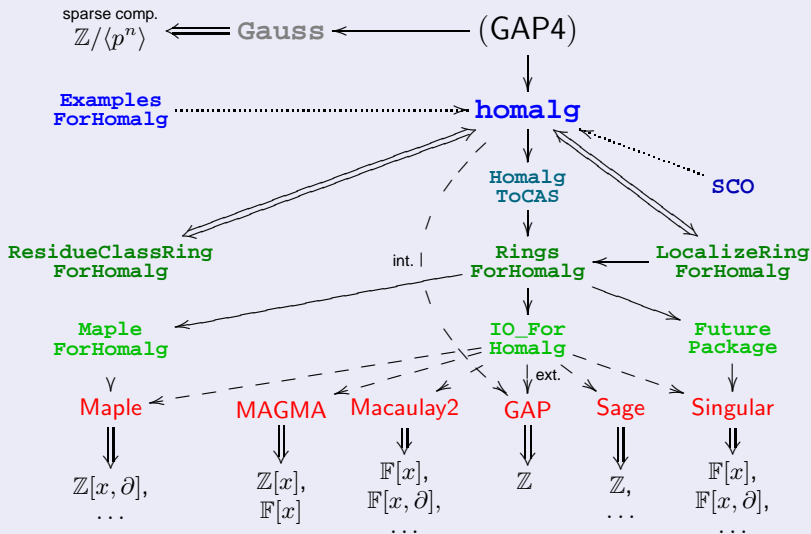 sparse comp.
ℤ/⟨pⁿ⟩
Gauss
(GAP4)
Examples
ForHomalg
homalg
Homalg
ToCAS
SCO
ResidueClassRing
ForHomalg
int.
Rings
ForHomalg
LocalizeRing
ForHomalg
Maple
ForHomalg
IO_For
Homalg
Future
Package
ext.
Maple
MAGMA
Macaulay2
GAP
Sage
Singular
ℤ[x, ∂],
...
ℤ[x],
𝔽[x]
𝔽[x],
𝔽[x, ∂],
...
ℤ
ℤ,
...
𝔽[x],
𝔽[x, ∂],
...